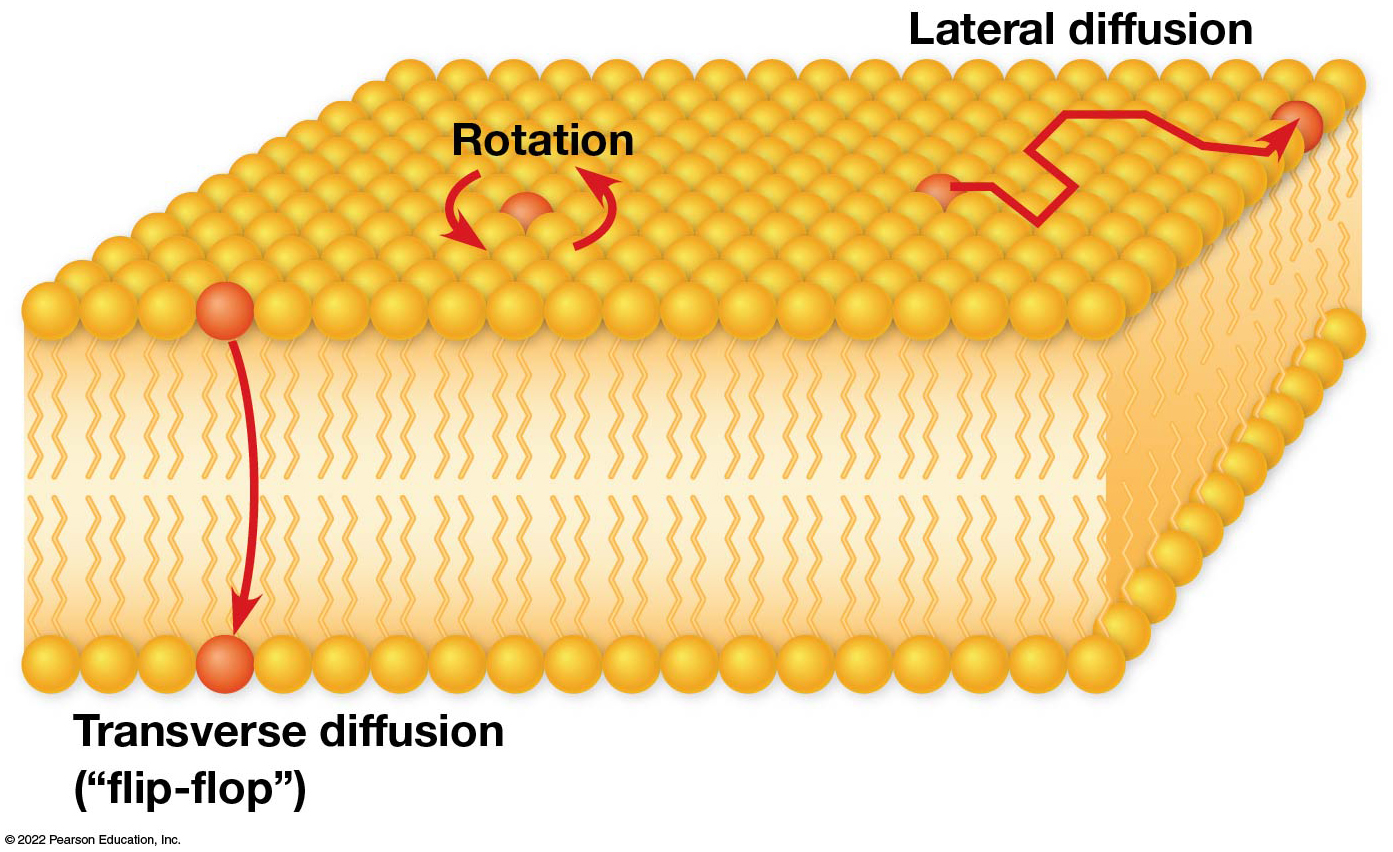 Lateral diffusion
Rotation
Transverse diffusion
(“flip-flop”)
© 2022 Pearson Education, Inc.